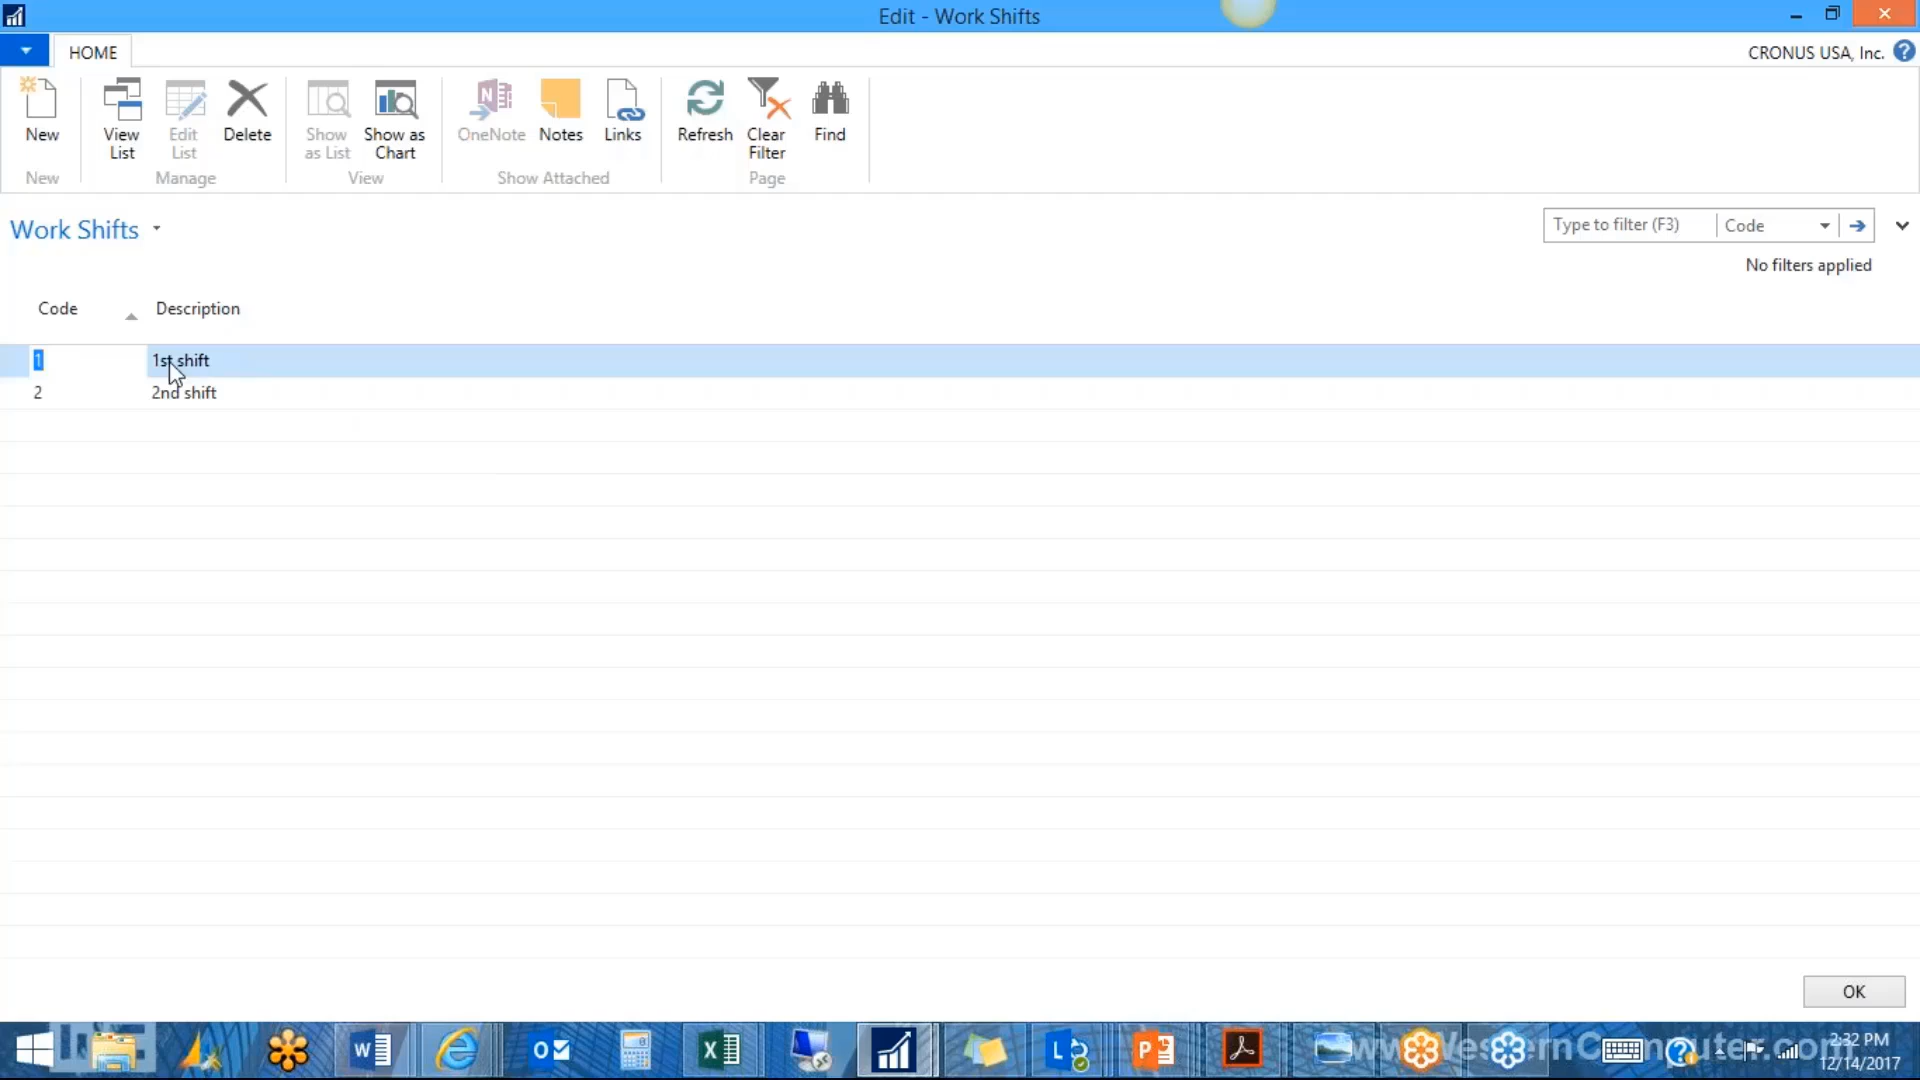 Edit - Work Shifts
HOME
CRONUS USA, Inc.
New
View List
Edit List
Delete
Show as List
Show as Chart
OneNote
Notes
Links
Refresh
Clear Filter
Find
New
Manage
View
Show Attached
Page
Work Shifts
Type to filter (F3)
Code
No filters applied
Code
Description
1
1st shift
2
2nd shift
OK
www.WesternComputer.com
2:32 PM
12/14/2017